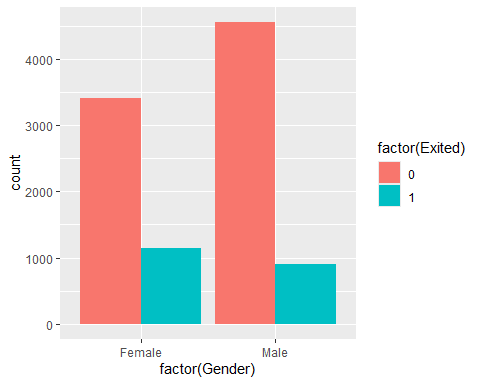 4000
3000
2000
1000
0
count
Female
Male
factor(Gender)
factor(Exited)
0
1